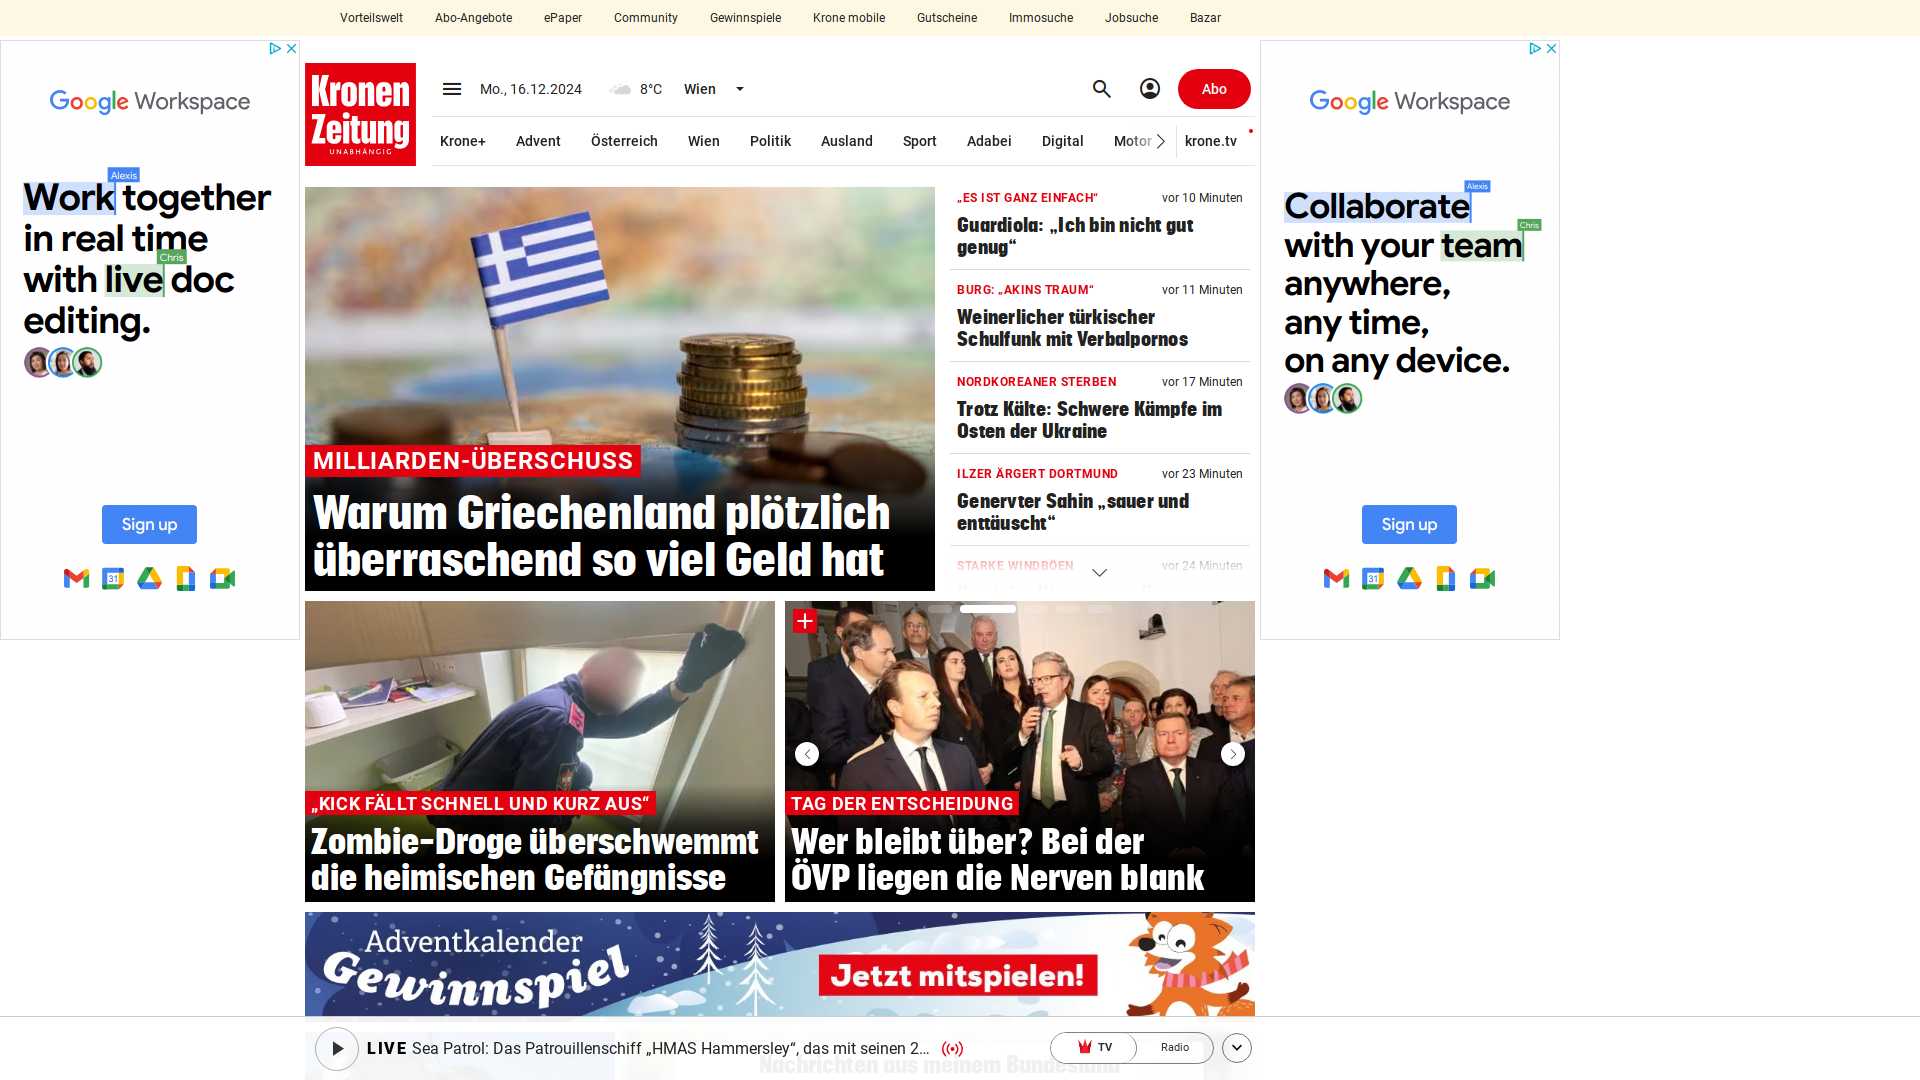 Vorteilswelt
Abo-Angebote
ePaper
Community
Gewinnspiele
Krone mobile
Gutscheine
Immosuche
Jobsuche
Bazar
Google Workspace
Alexis
Work together
in real time
Chris
with live doc
editing.
Sign up
31
Kronen
Zeitung
UNABHÄNGIG
Mo., 16.12.2024
8°C
Wien
Abo
Krone+
Advent
Österreich
Wien
Politik
Ausland
Sport
Adabei
Digital
Motor
krone.tv
MILLIARDEN-ÜBERSCHUSS
Warum Griechenland plötzlich
überraschend so viel Geld hat
„ES IST GANZ EINFACH“
vor 10 Minuten
Guardiola: „Ich bin nicht gut
genug“
BURG: „AKINS TRAUM“
vor 11 Minuten
Weinerlicher türkischer
Schulfunk mit Verbalpornos
NORDKOREANER STERBEN
vor 17 Minuten
Trotz Kälte: Schwere Kämpfe im
Osten der Ukraine
ILZER ÄRGERT DORTMUND
vor 23 Minuten
Genervter Sahin „sauer und
enttäuscht“
STARKE WINDBÖEN
vor 24 Minuten
Google Workspace
Alexis
Collaborate
Chris
with your team
anywhere,
any time,
on any device.
Sign up
31
„KICK FÄLLT SCHNELL UND KURZ AUS“
Zombie-Droge überschwemmt
die heimischen Gefängnisse
TAG DER ENTSCHEIDUNG
Wer bleibt über? Bei der
ÖVP liegen die Nerven blank
Adventkalender
Gewinnspiel
Jetzt mitspielen!
LIVE Sea Patrol: Das Patrouillenschiff „HMAS Hammersley“, das mit seinen 2...
TV
Radio
Nachrichten aus meinem Bundesland